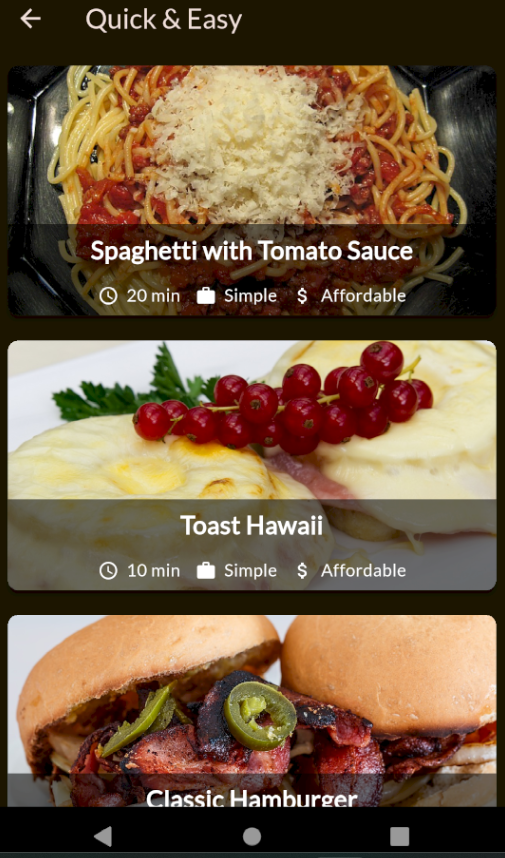 Quick & Easy
Spaghetti with Tomato Sauce
20 min Simple $ Affordable
Toast Hawaii
10 min Simple $ Affordable
Classic Hamburger